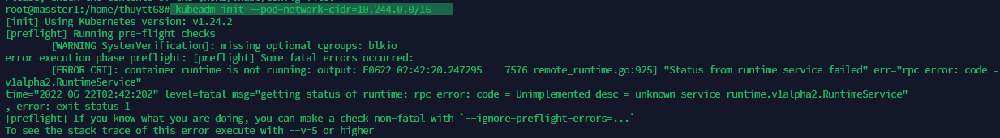 root@masster1:/home/thuytt68# kubeadm init --pod-network-cidr=10.244.0.0/16
[init] Using Kubernetes version: v1.24.2
[preflight] Running pre-flight checks
[WARNING SystemVerification]: missing optional cgroups: blkio
error execution phase preflight: [preflight] Some fatal errors occurred:
[ERROR CRI]: container runtime is not running: output: E0622 02:42:20.247295    7576 remote_runtime.go:925] "Status from runtime service failed" err="rpc error: code =
v1alpha2.RuntimeService"
time="2022-06-22T02:42:20Z" level=fatal msg="getting status of runtime: rpc error: code = Unimplemented desc = unknown service runtime.v1alpha2.RuntimeService"
, error: exit status 1
[preflight] If you know what you are doing, you can make a check non-fatal with `--ignore-preflight-errors=...`
To see the stack trace of this error execute with --v=5 or higher